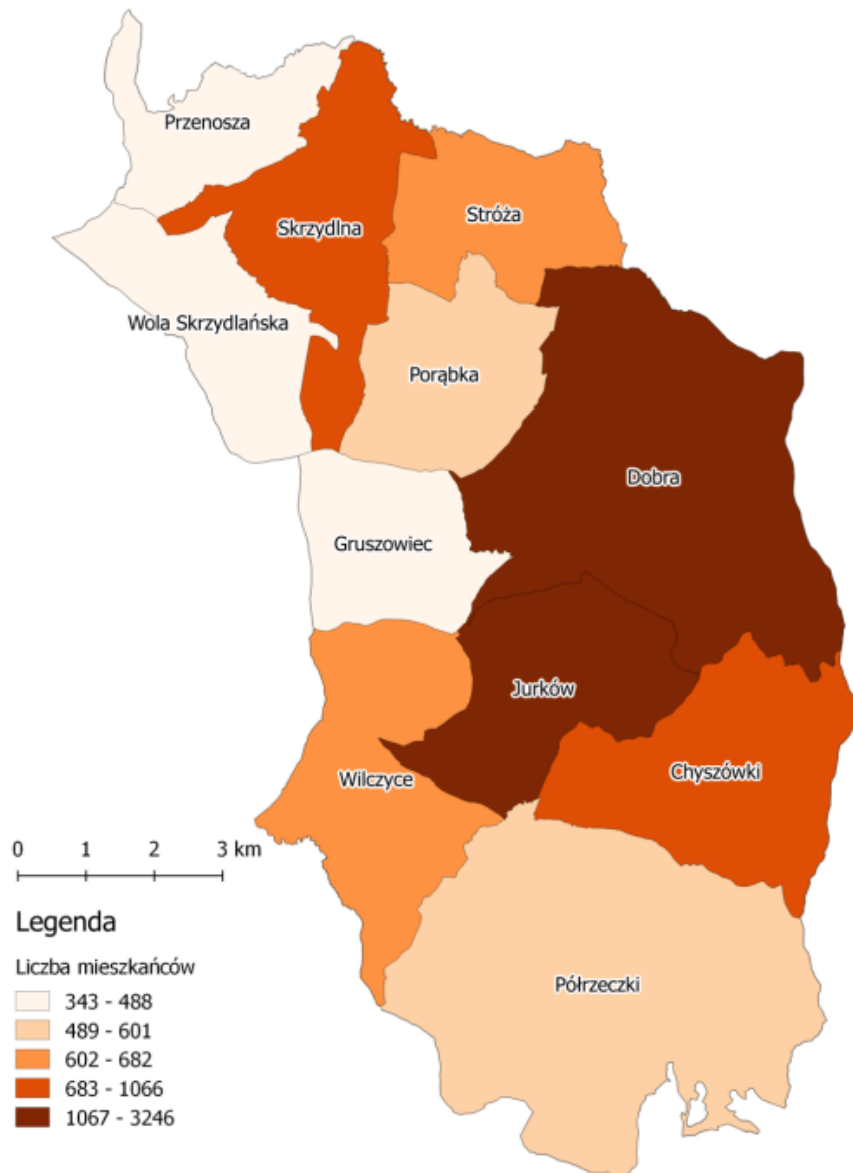 Przenosza
Skrzydlna
Stróża
Wola Skrzydlańska
Porąbka
Dobra
Gruszowiec
Jurków
Chyszówki
Wilczyce
Półrzeczki
0 1 2 3 km
Legenda
Liczba mieszkańców
343 - 488
489 - 601
602 - 682
683 - 1066
1067 - 3246